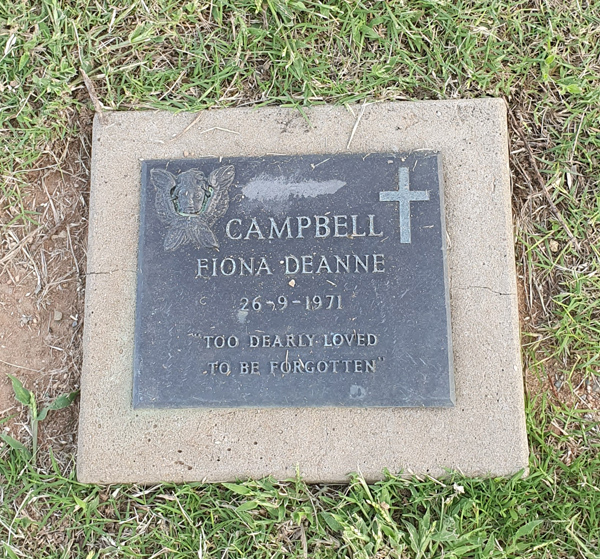 CAMPBELL
FIONA DEANNE
26-9-1971
"TOO DEARLY LOVED
TO BE FORGOTTEN"